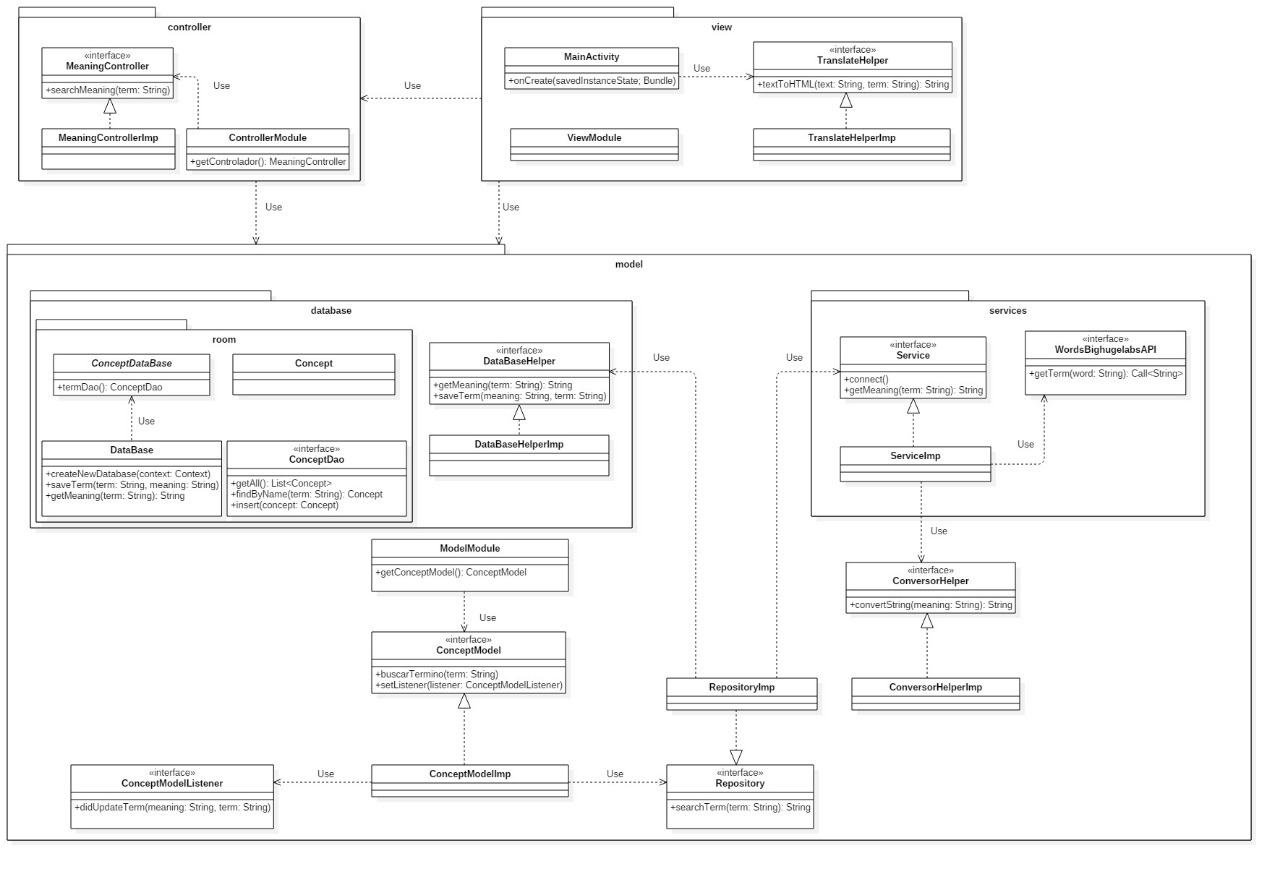 controller
«interface»
MeaningController
+searchMeaning(term: String)
Use
MeaningControllerImp
ControllerModule
+getControlador(): MeaningController
Use
view
MainActivity
+onCreate(savedInstanceState; Bundle)
Use
«interface»
TranslateHelper
+textToHTML(text: String, term: String): String
ViewModule
TranslateHelperImp
Use
Use
model
database
room
ConceptDataBase
+termDao(): ConceptDao
Concept
Use
DataBase
+createNewDatabase(context: Context)
+saveTerm(term: String, meaning: String)
+getMeaning(term: String): String
«interface»
ConceptDao
+getAll(): List<Concept>
+findByName(term: String): Concept
+insert(concept: Concept)
«interface»
DataBaseHelper
+getMeaning(term: String): String
+saveTerm(meaning: String, term: String)
DataBaseHelperImp
Use
Use
services
«interface»
Service
+connect()
+getMeaning(term: String): String
«interface»
WordsBighugelabsAPI
+getTerm(word: String): Call<String>
ServiceImp
Use
Use
«interface»
ConversorHelper
+convertString(meaning: String): String
ConversorHelperImp
ModelModule
+getConceptModel(): ConceptModel
Use
«interface»
ConceptModel
+buscarTermino(term: String)
+setListener(listener: ConceptModelListener)
RepositoryImp
«interface»
ConceptModelListener
+didUpdateTerm(meaning: String, term: String)
Use
ConceptModelImp
Use
«interface»
Repository
+searchTerm(term: String): String